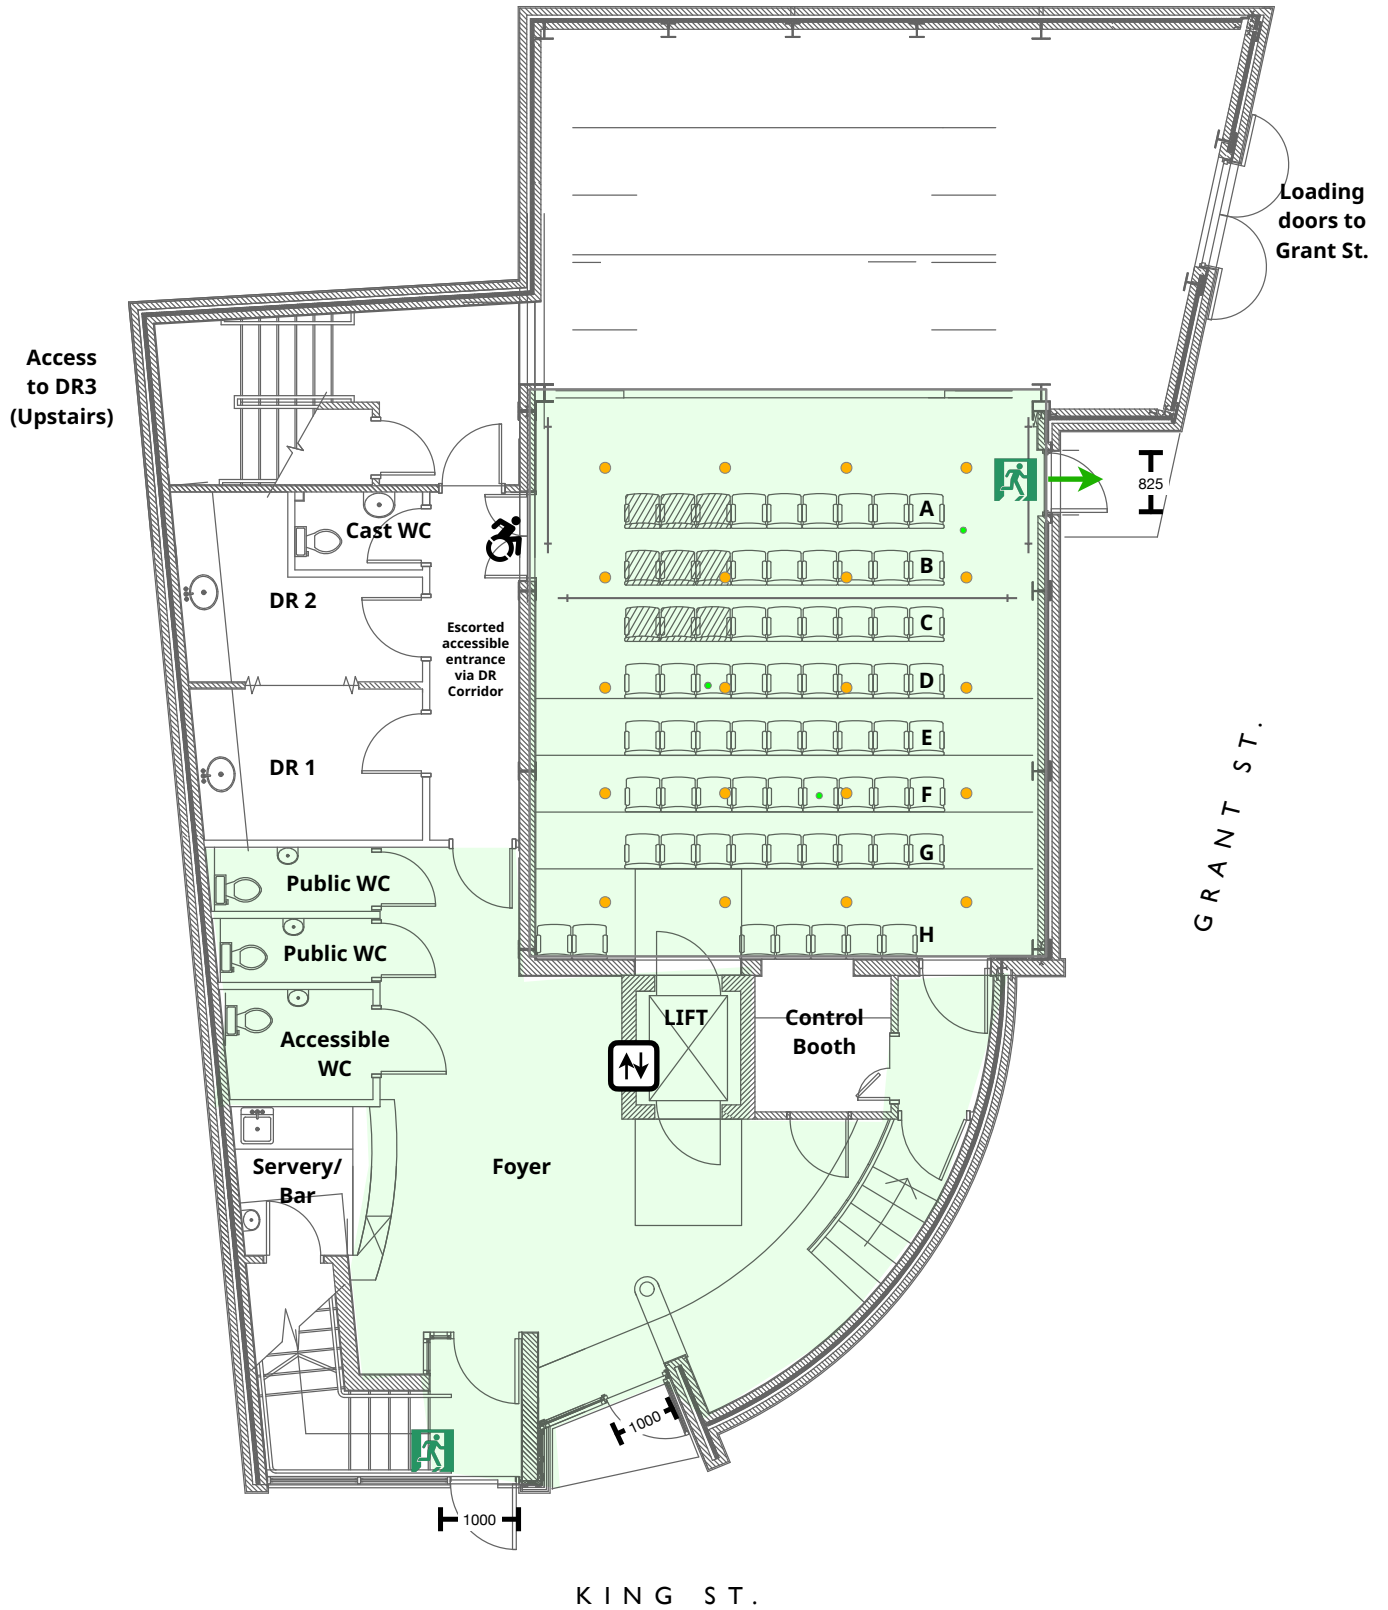 Loading
doors to
Grant St.
Access
to DR3
(Upstairs)
825
A
Cast WC
B
DR 2
C
Escorted
accessible
entrance
via DR
Corridor
D
E
DR 1
F
G
Public WC
H
Public WC
LIFT
Control
Booth
Accessible
WC
Servery/
Bar
Foyer
1000
1000
GRANT ST.
KING ST.